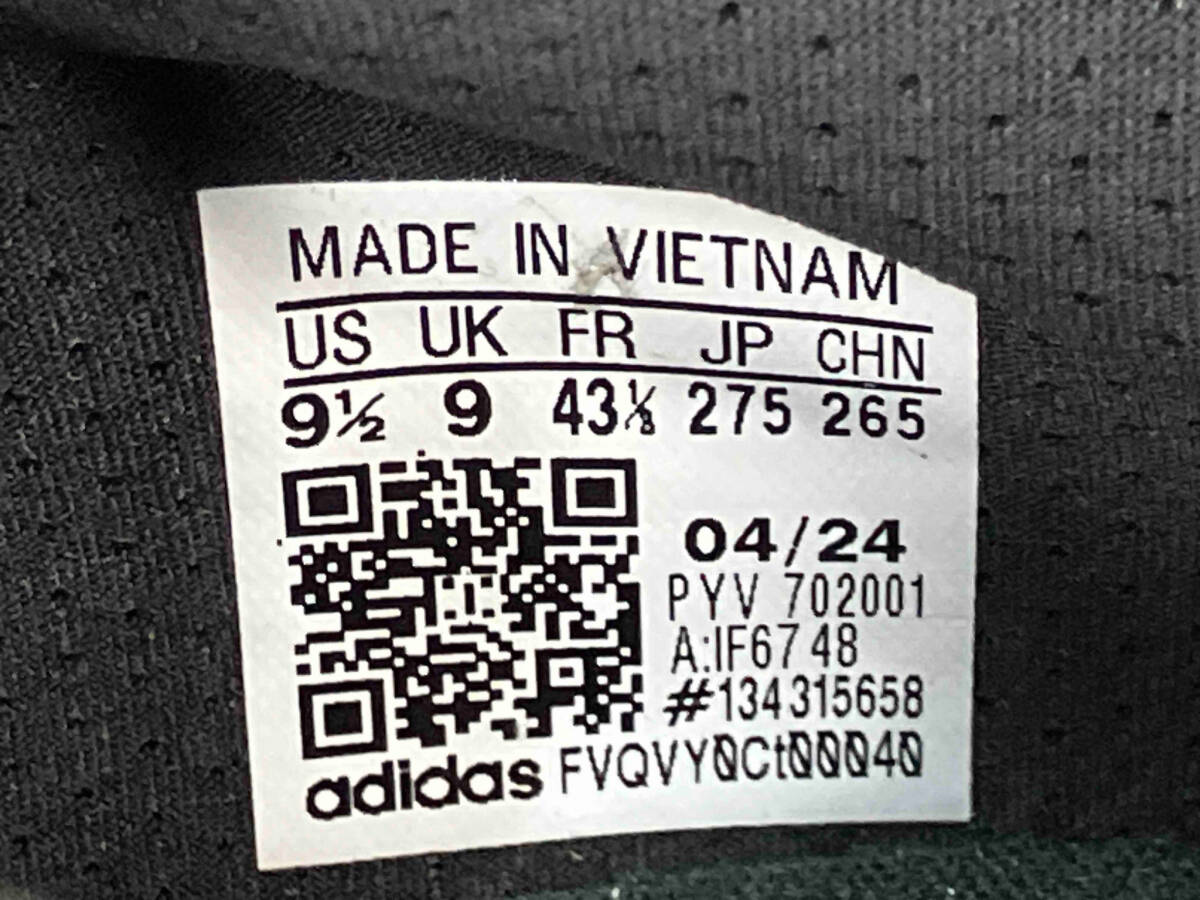 MADE IN VIETNAM
US UK FR JP CHN
9½ 9 43⅓ 275 265
04/24
PYV 702001
A:IF6748
#134315658
adidas FVQVY0Ct00040